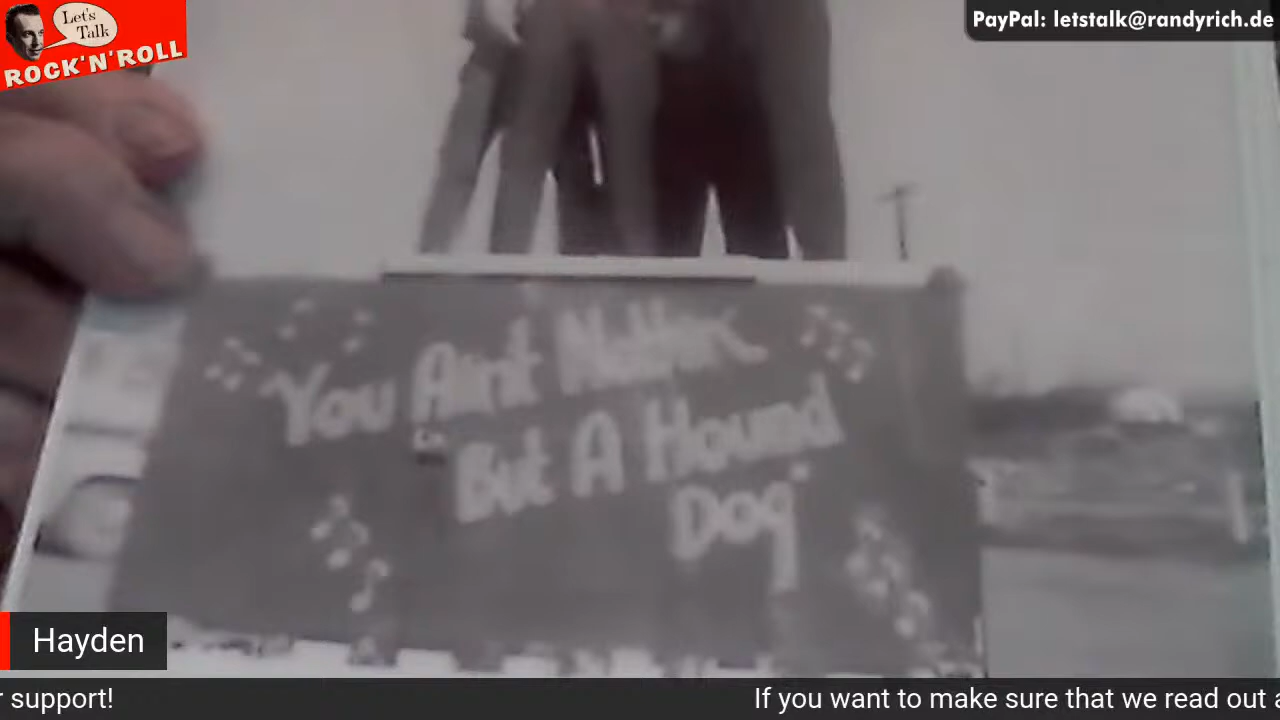 Let's
Talk
ROCK'N'ROLL
PayPal: letstalk@randyrich.de
You Aint Nothin
But A Hound
Dog"
Hayden
support!
If you want to make sure that we read out